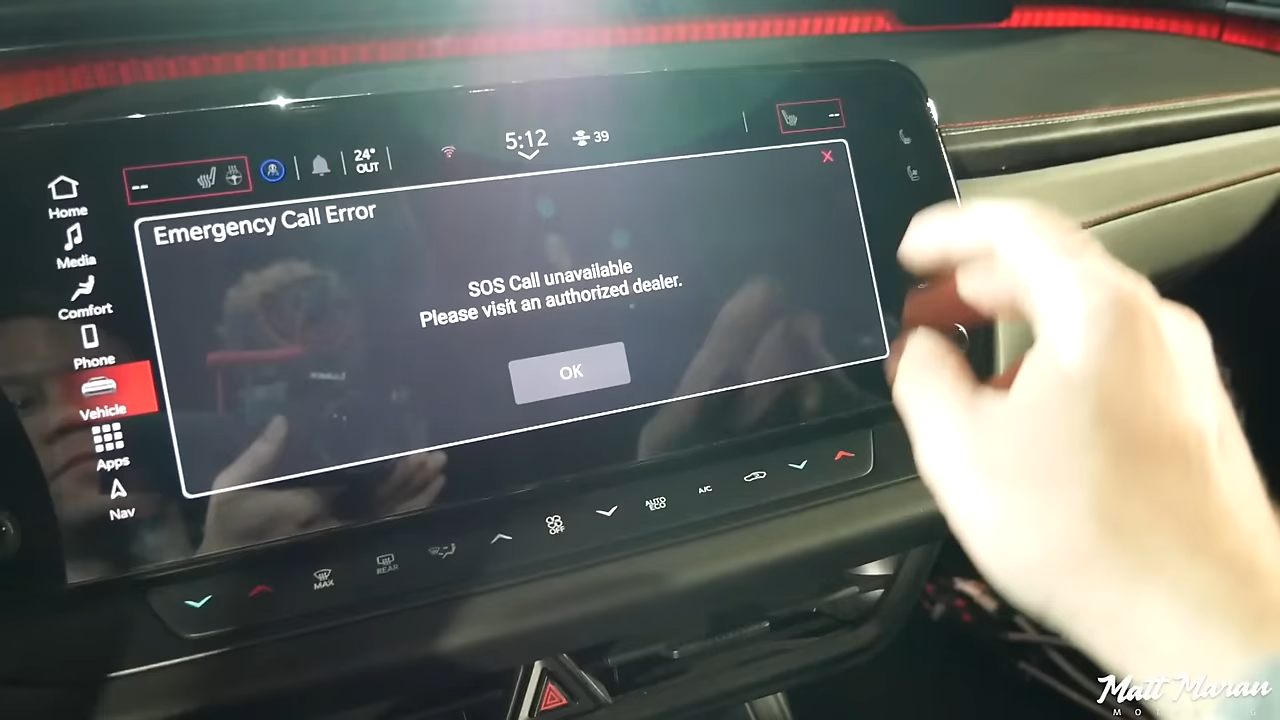 5:12
39
24°
OUT
--
--
Home
Media
Comfort
Phone
Vehicle
Apps
Nav
Emergency Call Error
SOS Call unavailable
Please visit an authorized dealer.
OK
MAX
REAR
OFF
AUTO
ECO
A/C
Matt Maran